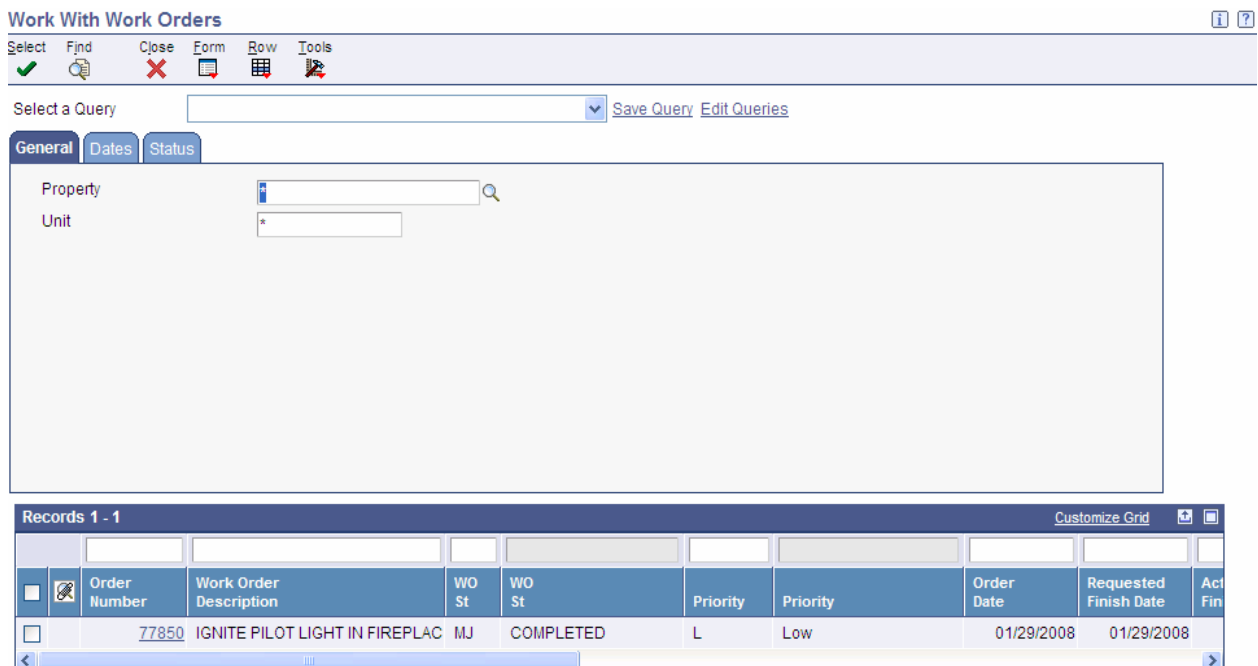 Work With Work Orders
Select Find Close Form Row Tools
Select a Query Save Query Edit Queries
General Dates Status
Property *
Unit *
Records 1 - 1 Customize Grid
Order Number Work Order Description WO St WO St Priority Priority Order Date Requested Finish Date Act Fin
77850 IGNITE PILOT LIGHT IN FIREPLAC MJ COMPLETED L Low 01/29/2008 01/29/2008